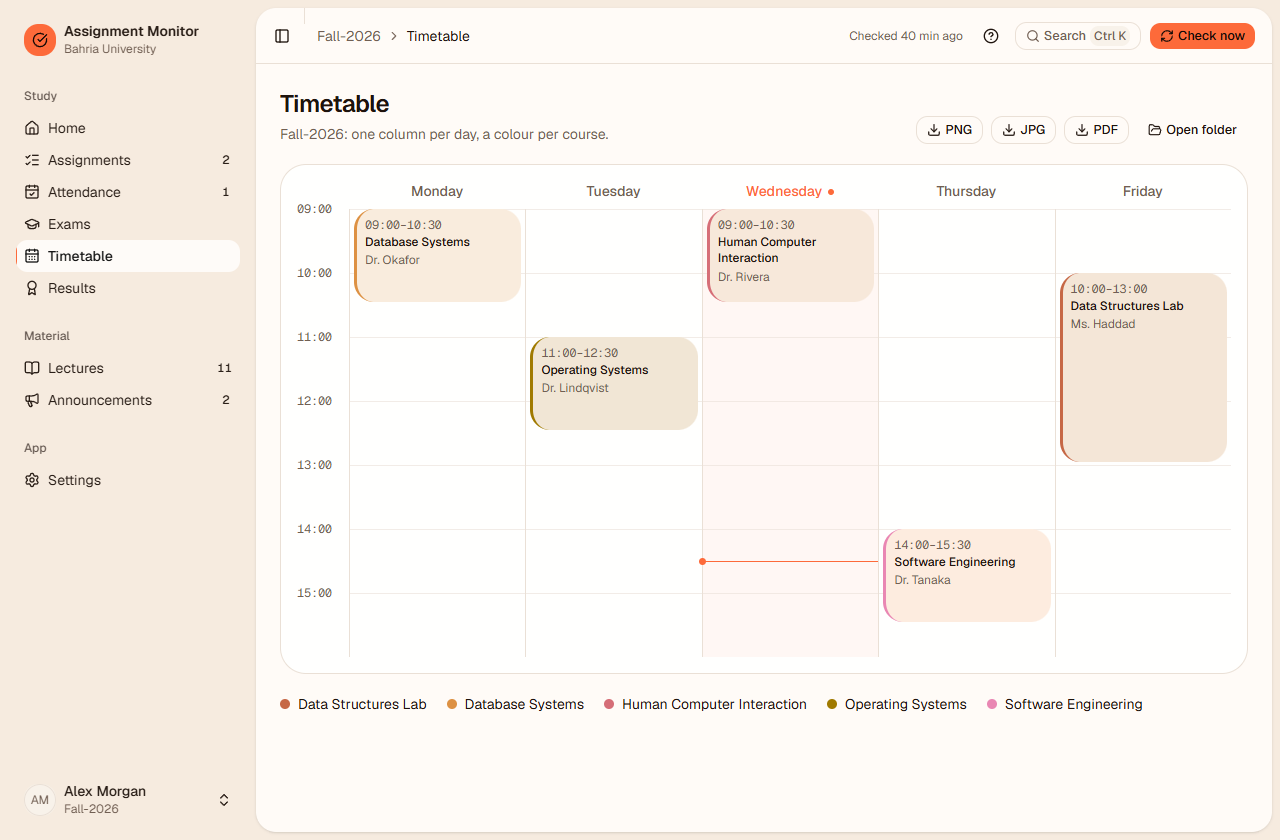 Assignment Monitor
Bahria University
Study
Home
Assignments 2
Attendance 1
Exams
Timetable
Results
Material
Lectures 11
Announcements 2
App
Settings
AM
Alex Morgan
Fall-2026
Fall-2026 > Timetable
Checked 40 min ago
Search Ctrl K
Check now
Timetable
Fall-2026: one column per day, a colour per course.
PNG JPG PDF Open folder
Monday Tuesday Wednesday Thursday Friday
09:00
10:00
11:00
12:00
13:00
14:00
15:00
09:00–10:30
Database Systems
Dr. Okafor
11:00–12:30
Operating Systems
Dr. Lindqvist
09:00–10:30
Human Computer
Interaction
Dr. Rivera
14:00–15:30
Software Engineering
Dr. Tanaka
10:00–13:00
Data Structures Lab
Ms. Haddad
Data Structures Lab Database Systems Human Computer Interaction Operating Systems Software Engineering